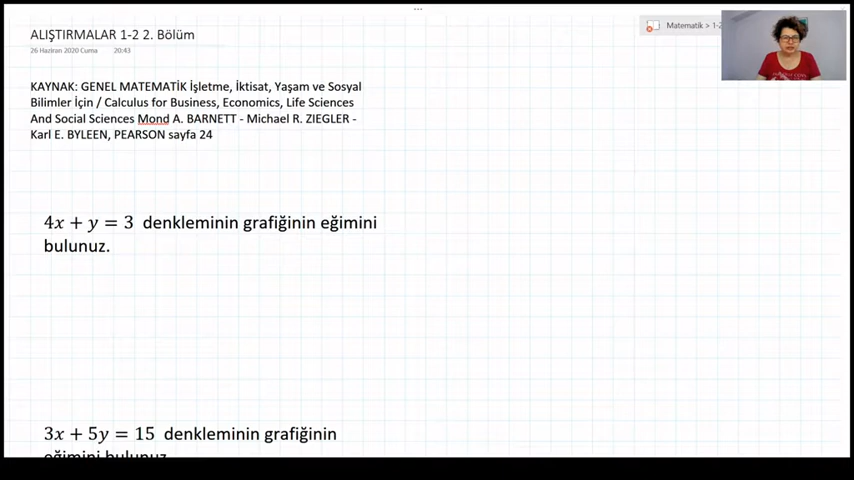 ALIŞTIRMALAR 1-2 2. Bölüm
26 Haziran 2020 Cuma 20:43
Matematik > 1-2
KAYNAK: GENEL MATEMATİK İşletme, İktisat, Yaşam ve Sosyal
Bilimler İçin / Calculus for Business, Economics, Life Sciences
And Social Sciences Mond A. BARNETT - Michael R. ZIEGLER -
Karl E. BYLEEN, PEARSON sayfa 24
4x + y = 3 denkleminin grafiğinin eğimini
bulunuz.
3x + 5y = 15 denkleminin grafiğinin
eğimini bulunuz